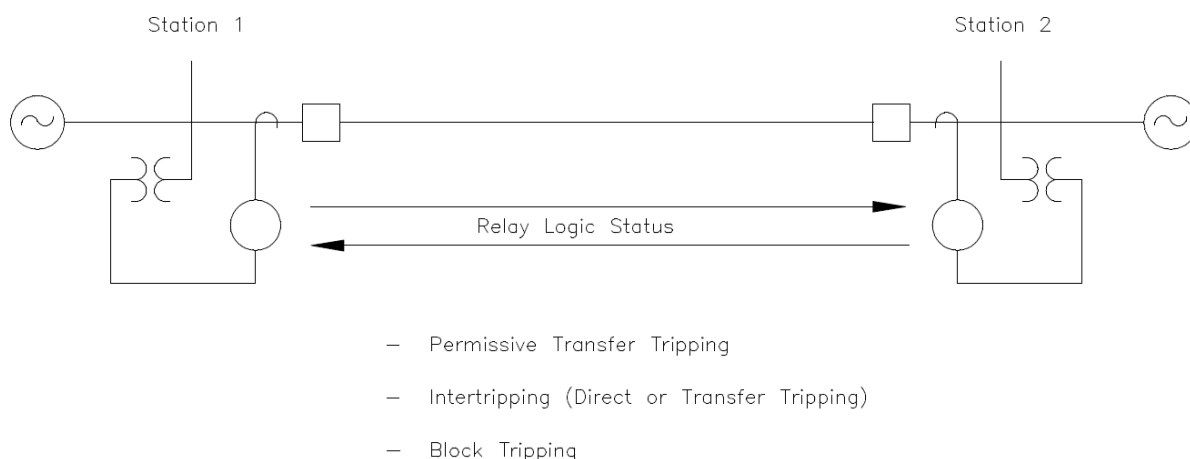 Station 1
Station 2
Relay Logic Status
– Permissive Transfer Tripping
– Intertripping (Direct or Transfer Tripping)
– Block Tripping